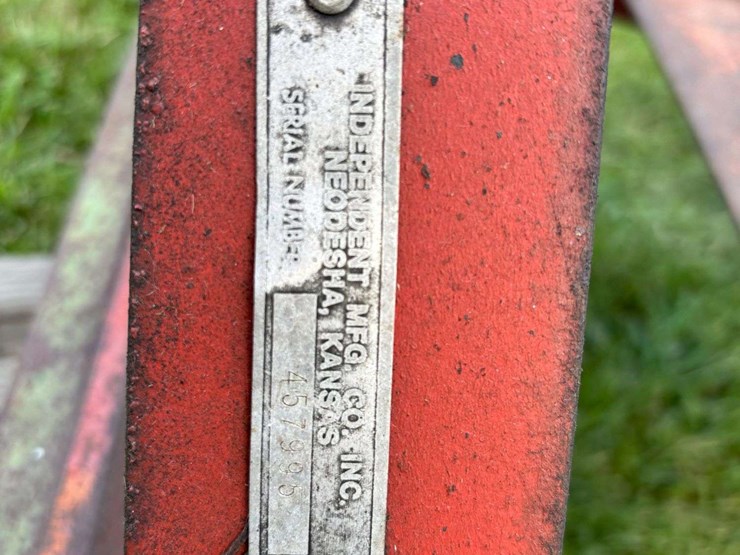 INDEPENDENT MFG. CO. INC.
NEODESHA, KANSAS
SERIAL NUMBER 457995